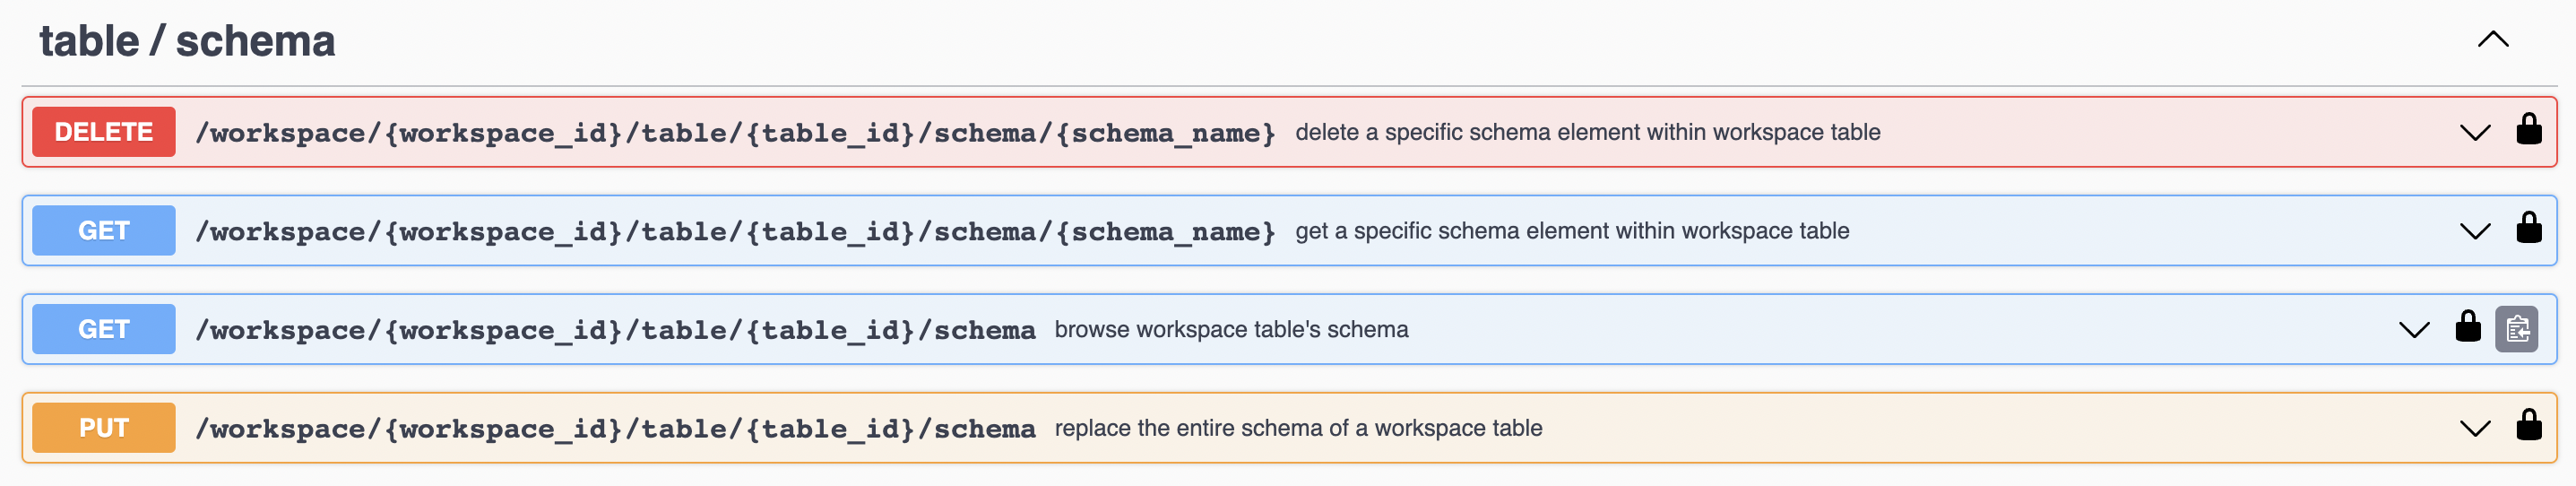 table / schema
DELETE /workspace/{workspace_id}/table/{table_id}/schema/{schema_name} delete a specific schema element within workspace table
GET /workspace/{workspace_id}/table/{table_id}/schema/{schema_name} get a specific schema element within workspace table
GET /workspace/{workspace_id}/table/{table_id}/schema browse workspace table's schema
PUT /workspace/{workspace_id}/table/{table_id}/schema replace the entire schema of a workspace table